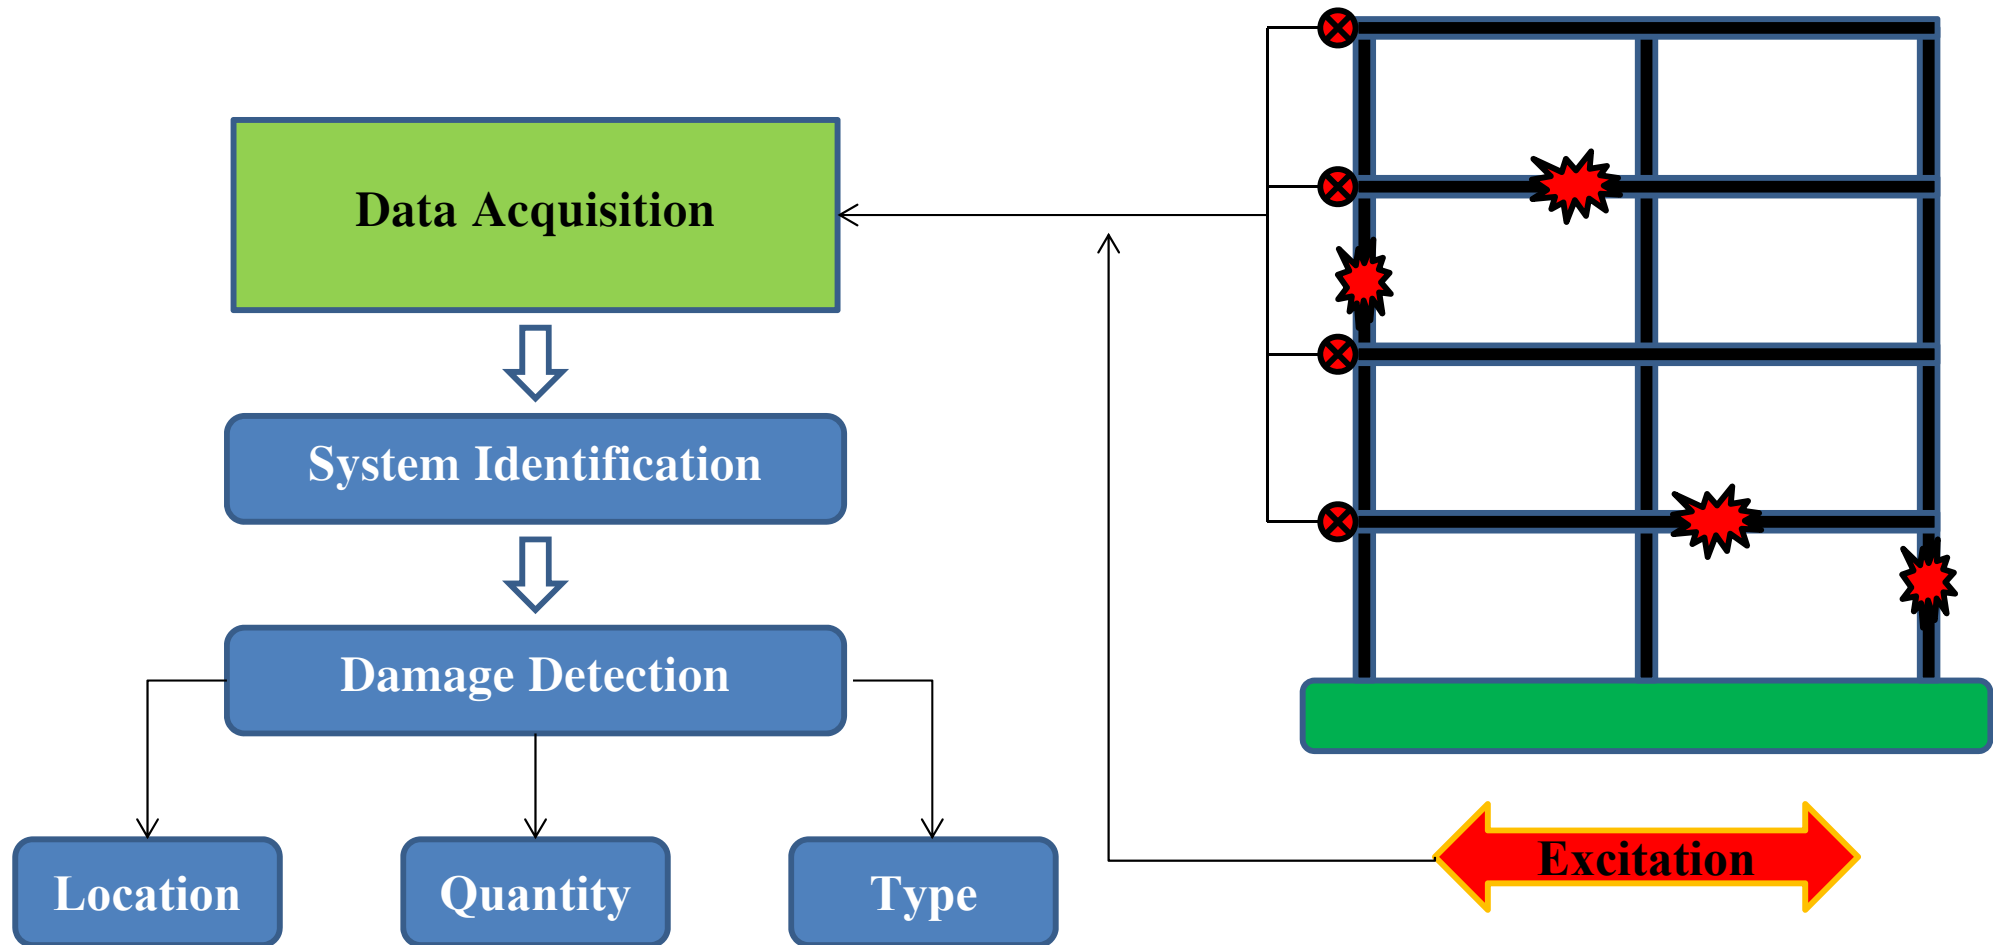 Data Acquisition
System Identification
Damage Detection
Location
Quantity
Type
Excitation